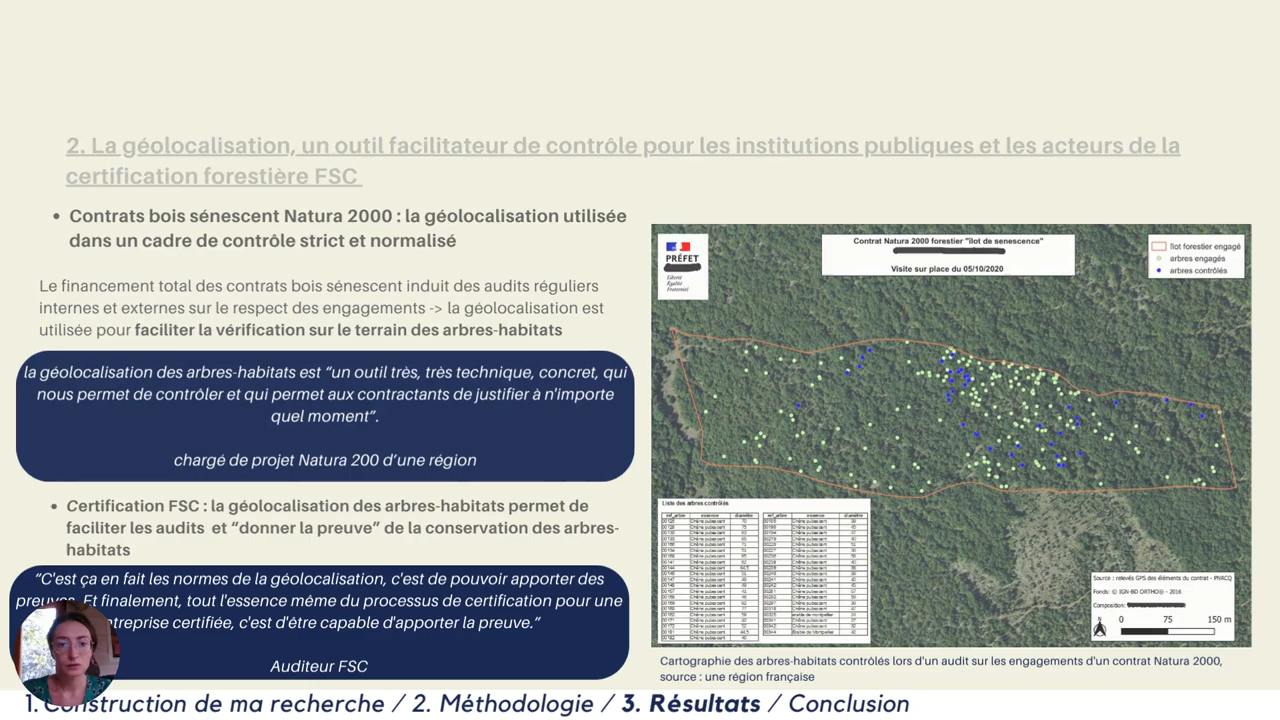 2. La géolocalisation, un outil facilitateur de contrôle pour les institutions publiques et les acteurs de la
certification forestière FSC
• Contrats bois sénescent Natura 2000 : la géolocalisation utilisée
dans un cadre de contrôle strict et normalisé
Le financement total des contrats bois sénescent induit des audits réguliers
internes et externes sur le respect des engagements -> la géolocalisation est
utilisée pour faciliter la vérification sur le terrain des arbres-habitats
la géolocalisation des arbres-habitats est “un outil très, très technique, concret, qui
nous permet de contrôler et qui permet aux contractants de justifier à n'importe
quel moment”.
chargé de projet Natura 200 d’une région
• Certification FSC : la géolocalisation des arbres-habitats permet de
faciliter les audits et “donner la preuve” de la conservation des arbres-
habitats
“C'est ça en fait les normes de la géolocalisation, c'est de pouvoir apporter des
Et finalement, tout l'essence même du processus de certification pour une
certifiée, c'est d'être capable d'apporter la preuve.”
Auditeur FSC
PRÉFET
Liberté
Égalité
Fraternité
Contrat Natura 2000 forestier "îlot de senescence"
Visite sur place du 05/10/2020
îlot forestier engagé
arbres engagés
arbres contrôlés
Liste des arbres contrôlés
ref_arbre essence diamètre ref_arbre essence diamètre
Source : relevés GPS des éléments du contrat - PNACQ
Fonds: © IGN-BD ORTHO® - 2016
Composition:
N
0 75 150 m
Cartographie des arbres-habitats contrôlés lors d'un audit sur les engagements d'un contrat Natura 2000,
source : une région française
1. Construction de ma recherche / 2. Méthodologie / 3. Résultats / Conclusion